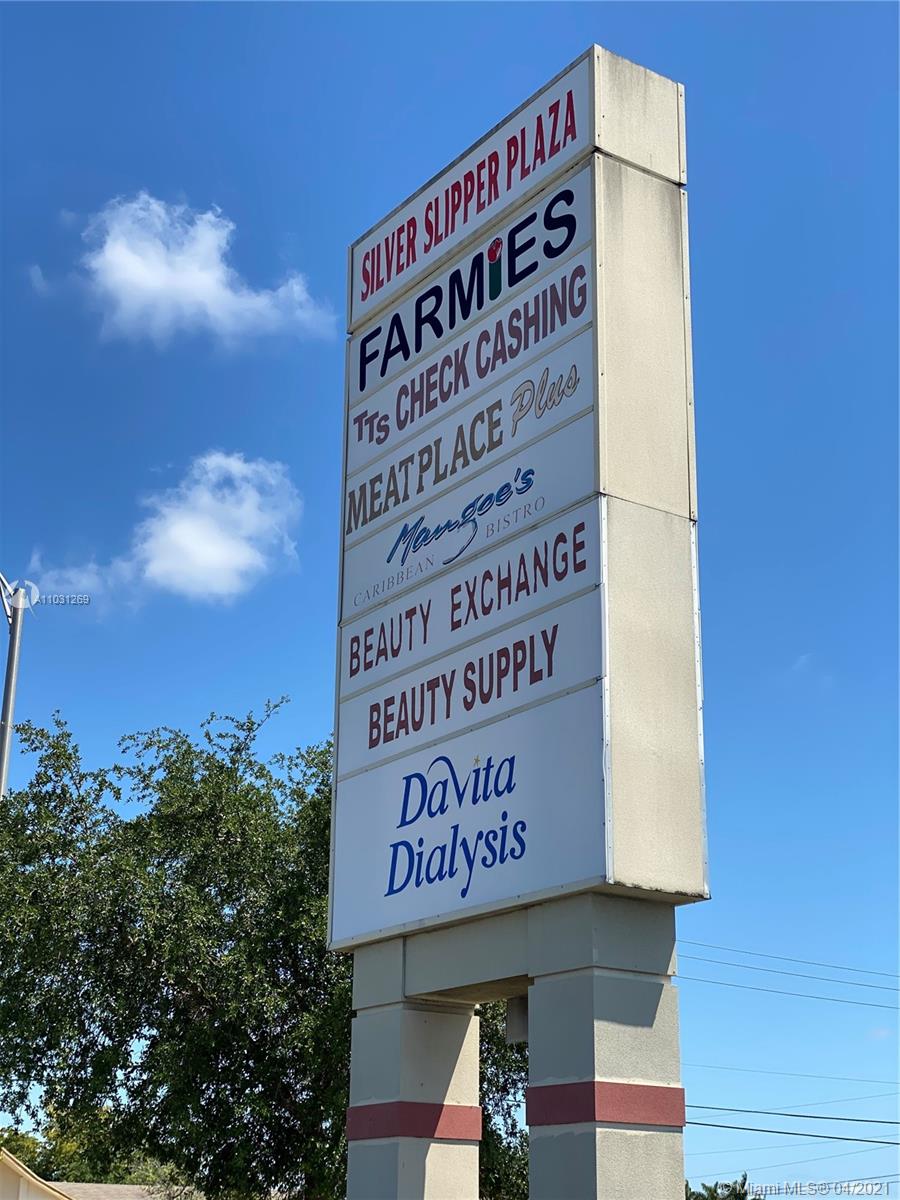 SILVER SLIPPER PLAZA
FARMiES
TTS CHECK CASHING
MEAT PLACE Plus
Mangoe's
CARIBBEAN BISTRO
BEAUTY EXCHANGE
BEAUTY SUPPLY
DaVita
Dialysis
A11031269
© Miami MLS® 04/2021